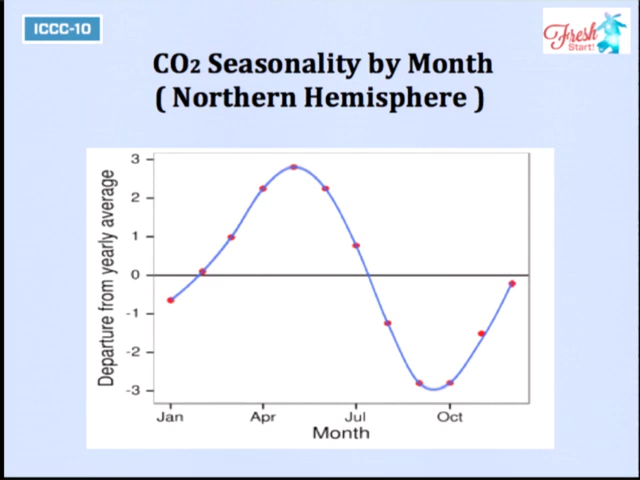 ICCC-10
Fresh
Start!
CO2 Seasonality by Month
( Northern Hemisphere )
Departure from yearly average
3
2
1
0
-1
-2
-3
Jan
Apr
Jul
Oct
Month